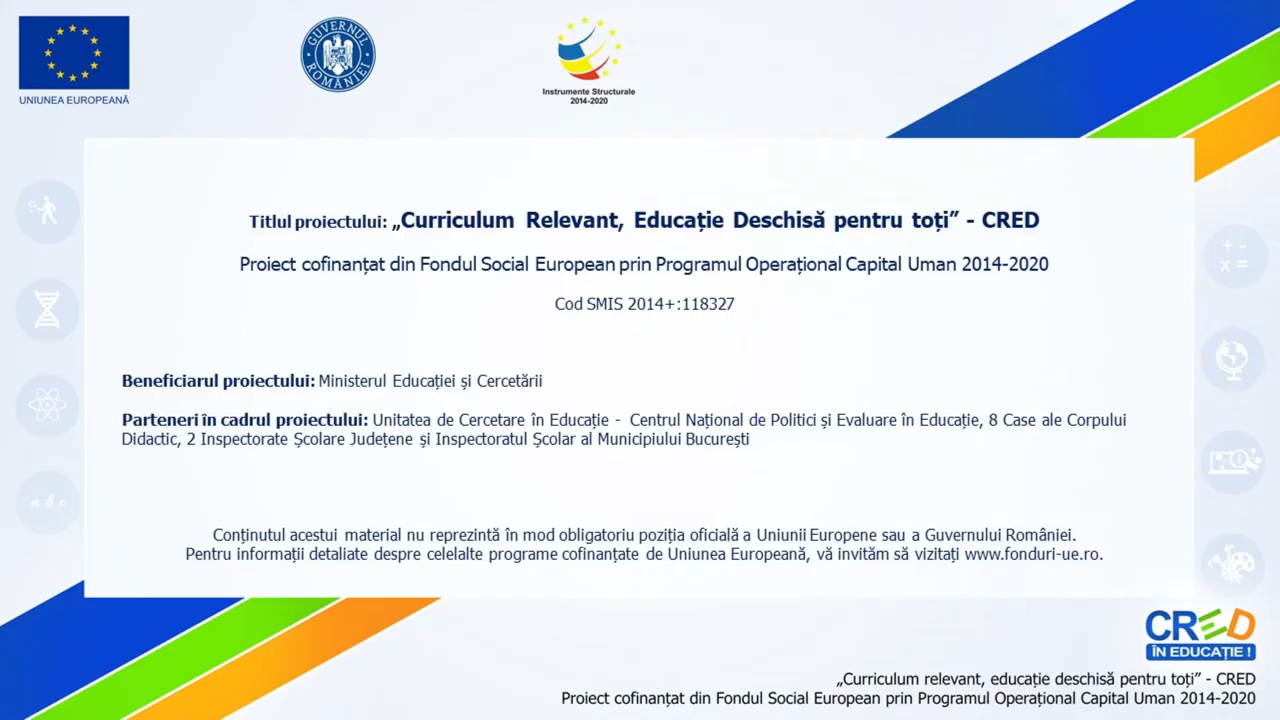 UNIUNEA EUROPEANĂ
GUVERNUL ROMÂNIEI
Instrumente Structurale
2014-2020
Titlul proiectului: „Curriculum Relevant, Educație Deschisă pentru toți” - CRED
Proiect cofinanțat din Fondul Social European prin Programul Operațional Capital Uman 2014-2020
Cod SMIS 2014+:118327
Beneficiarul proiectului: Ministerul Educației și Cercetării
Parteneri în cadrul proiectului: Unitatea de Cercetare în Educație - Centrul Național de Politici și Evaluare în Educație, 8 Case ale Corpului
Didactic, 2 Inspectorate Școlare Județene și Inspectoratul Școlar al Municipiului București
Conținutul acestui material nu reprezintă în mod obligatoriu poziția oficială a Uniunii Europene sau a Guvernului României.
Pentru informații detaliate despre celelalte programe cofinanțate de Uniunea Europeană, vă invităm să vizitați www.fonduri-ue.ro.
a b c
+ -
x =
CRED
ÎN EDUCAȚIE !
„Curriculum relevant, educație deschisă pentru toți” - CRED
Proiect cofinanțat din Fondul Social European prin Programul Operațional Capital Uman 2014-2020